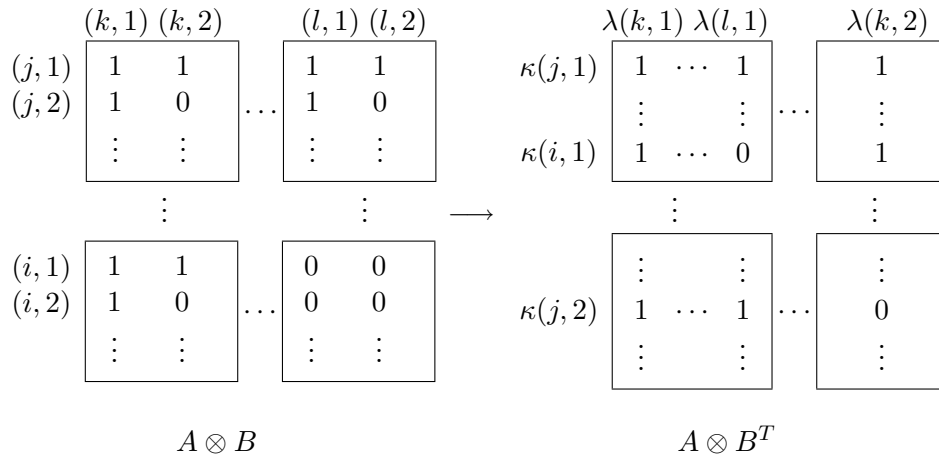 (k, 1) (k, 2) (l, 1) (l, 2) λ(k, 1) λ(l, 1) λ(k, 2)
(j, 1) 1 1 1 1 κ(j, 1) 1 ⋯ 1 1
(j, 2) 1 0 ⋯ 1 0 ⋮ ⋮ ⋯ ⋮
⋮ ⋮ ⋮ ⋮ κ(i, 1) 1 ⋯ 0 1
⋮ ⋮ ⟶ ⋮ ⋮
(i, 1) 1 1 0 0 ⋮ ⋮ ⋮
(i, 2) 1 0 ⋯ 0 0 κ(j, 2) 1 ⋯ 1 ⋯ 0
⋮ ⋮ ⋮ ⋮ ⋮ ⋮ ⋮
A ⊗ B A ⊗ Bᵀ